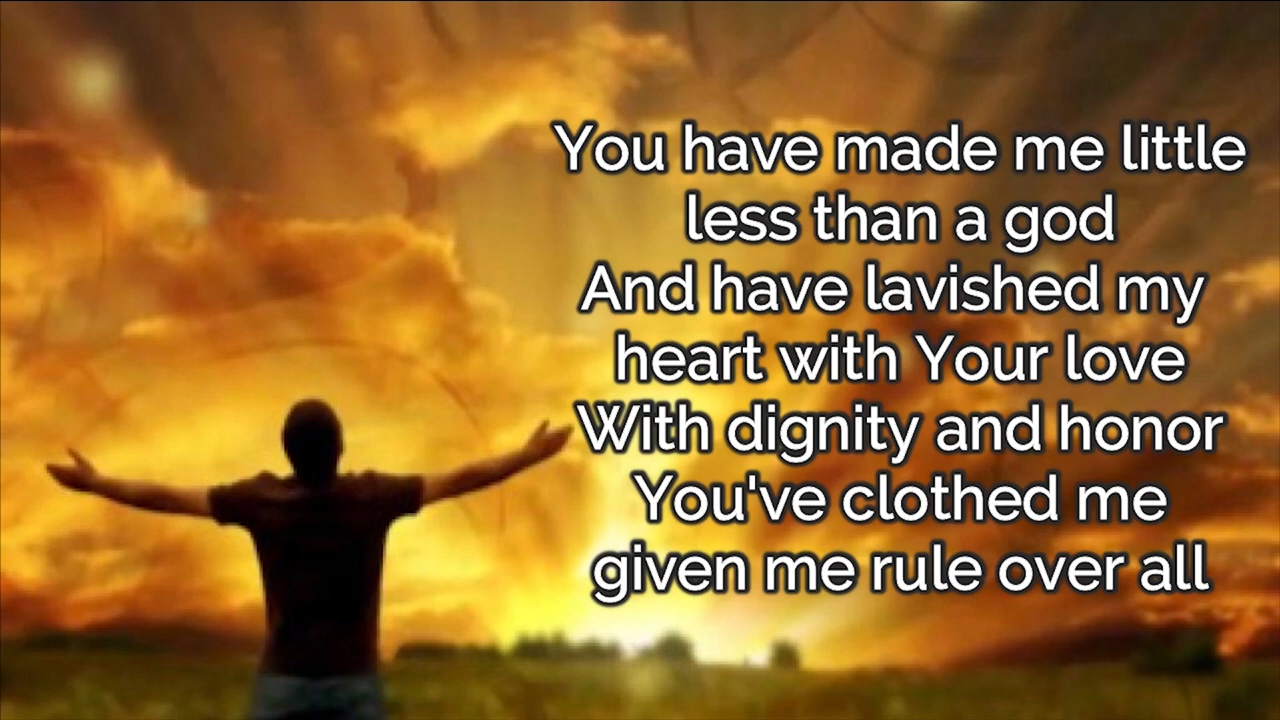 You have made me little
less than a god
And have lavished my
heart with Your love
With dignity and honor
You've clothed me
given me rule over all